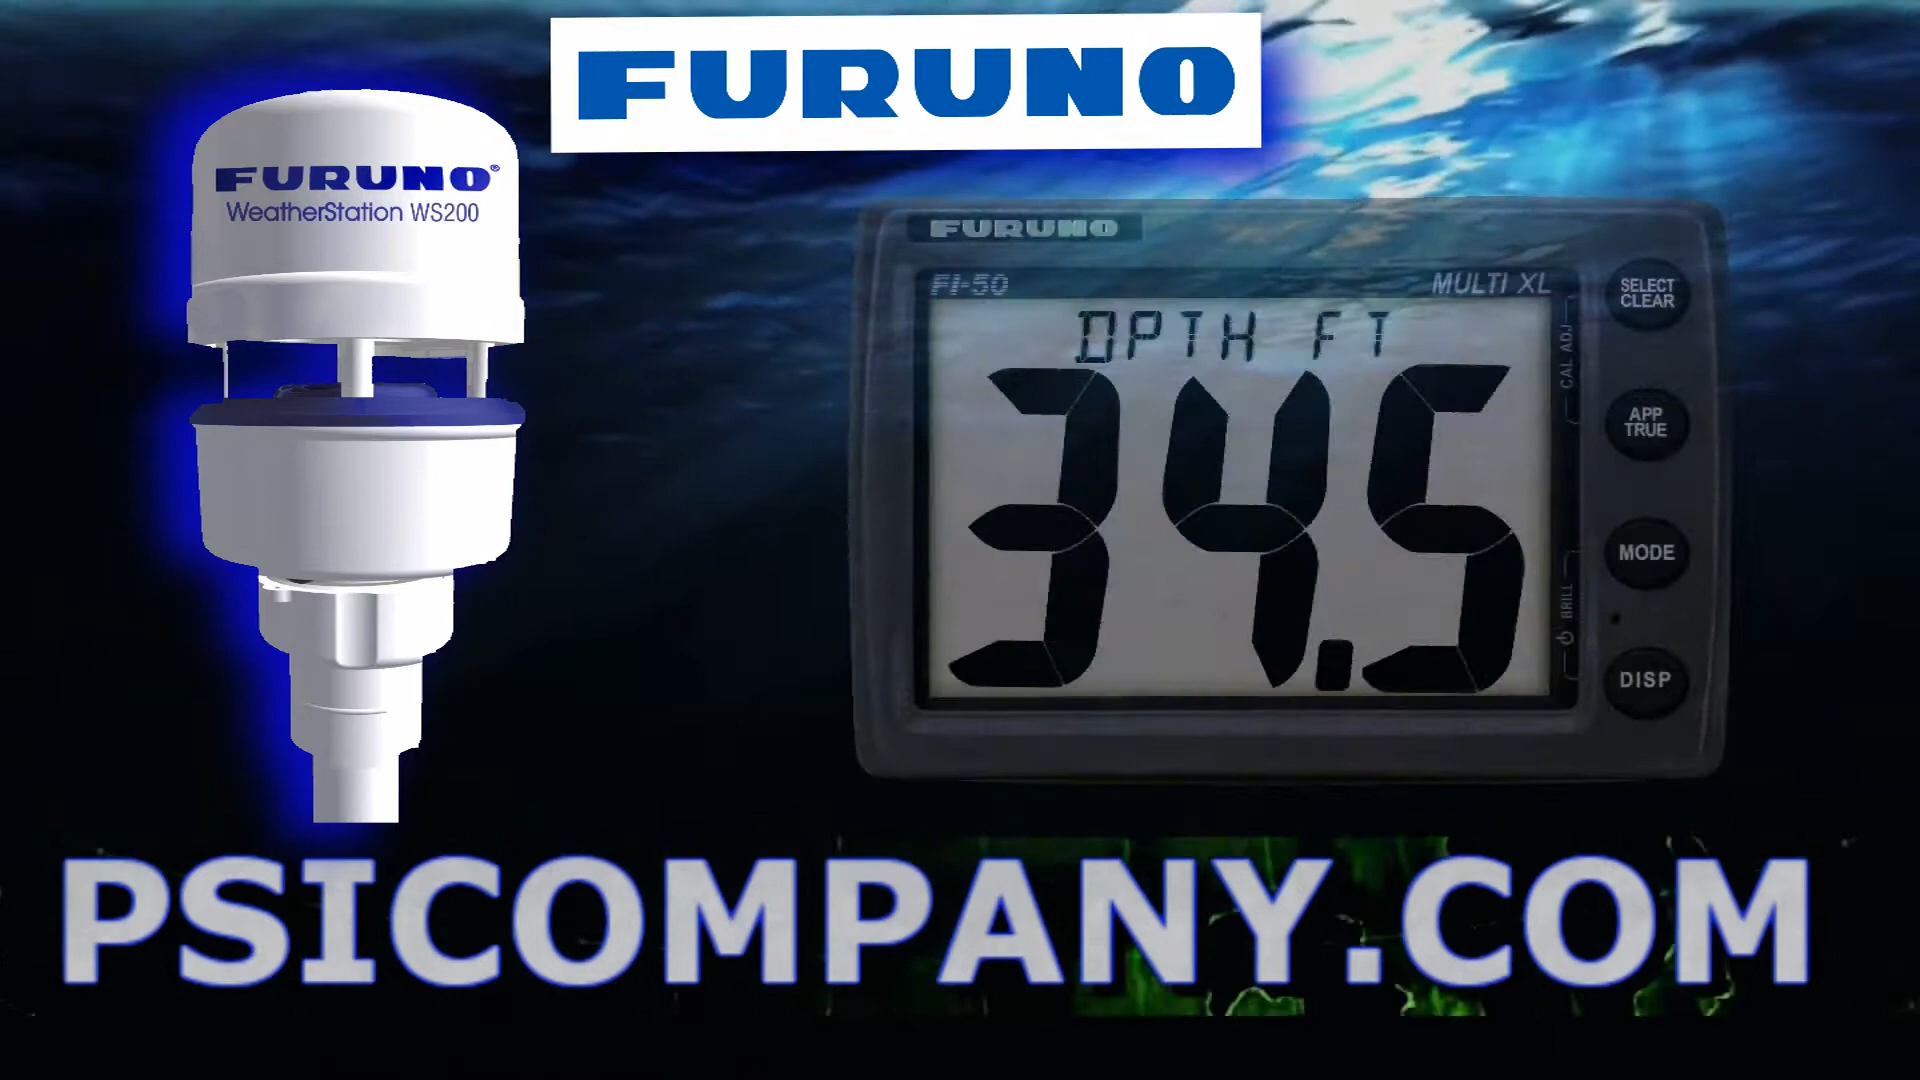 FURUNO
FURUNO®
WeatherStation WS200
FURUNO
FI-50 MULTI XL
DPTH FT
34.5
SELECT
CLEAR
CAL ADJ
APP
TRUE
MODE
BRILL
DISP
PSICOMPANY.COM